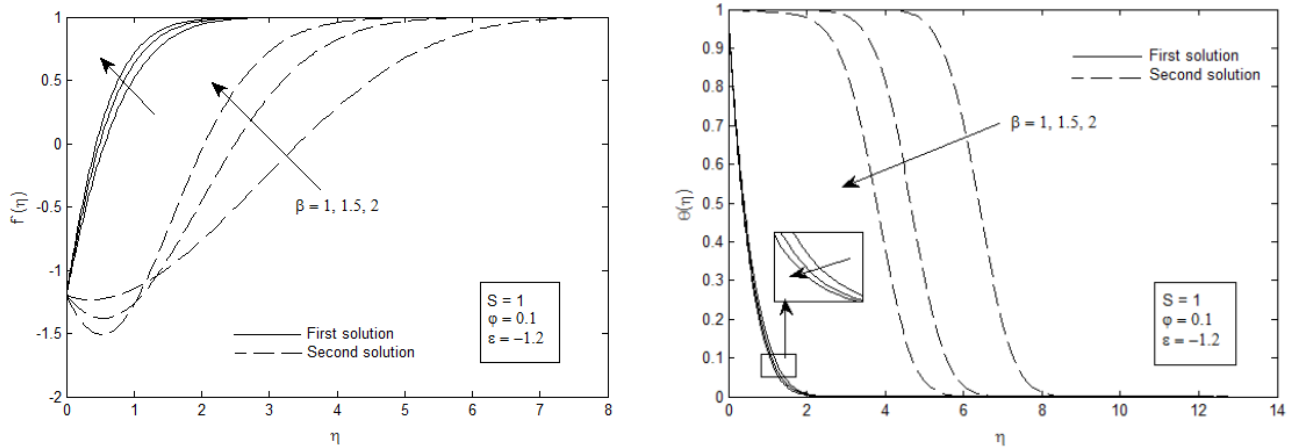 1
0.5
0
-0.5
-1
-1.5
-2
f'(η)
β = 1, 1.5, 2
S = 1
φ = 0.1
ε = −1.2
First solution
Second solution
0 1 2 3 4 5 6 7 8
η
1
0.9
0.8
0.7
0.6
0.5
0.4
0.3
0.2
0.1
0
θ(η)
First solution
Second solution
β = 1, 1.5, 2
S = 1
φ = 0.1
ε = −1.2
0 2 4 6 8 10 12 14
η